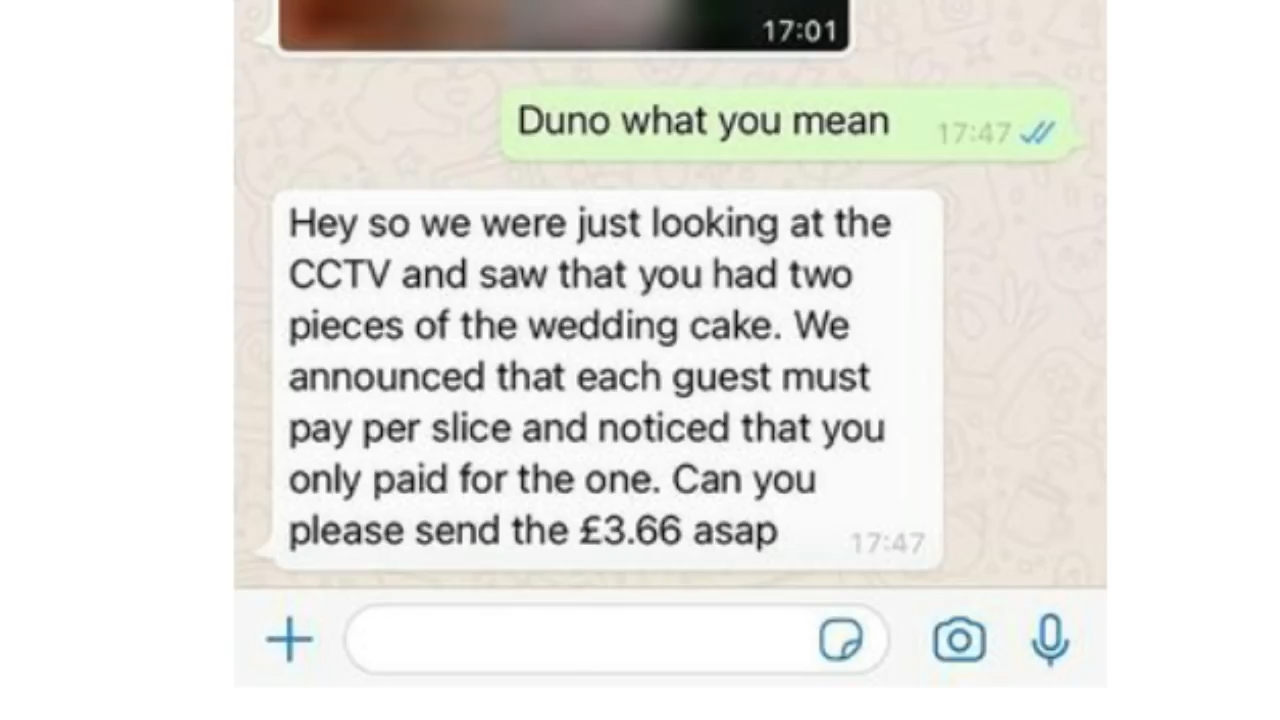 17:01
Duno what you mean 17:47
Hey so we were just looking at the
CCTV and saw that you had two
pieces of the wedding cake. We
announced that each guest must
pay per slice and noticed that you
only paid for the one. Can you
please send the £3.66 asap 17:47